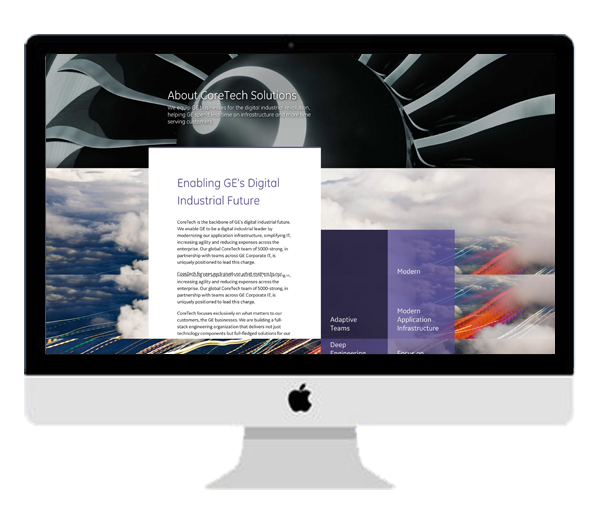 About CoreTech Solutions
We equip GE businesses for the digital industrial revolution,
helping GE spend less time on infrastructure and more time
serving customers.
Enabling GE's Digital
Industrial Future
CoreTech is the backbone of GE's digital industrial future.
We enable GE to be a digital industrial leader by
modernizing our application infrastructure, simplifying IT,
increasing agility and reducing expenses across the
enterprise. Our global CoreTech team of 5000-strong, in
partnership with teams across GE Corporate IT, is
uniquely positioned to lead this charge.
increasing agility and reducing expenses across the
enterprise. Our global CoreTech team of 5000-strong, in
partnership with teams across GE Corporate IT, is
uniquely positioned to lead this charge.
CoreTech focuses exclusively on what matters to our
customers, the GE businesses. We are building a full-
stack engineering organization that delivers not just
technology components but full-fledged solutions for our
Modern
Adaptive
Teams
Modern
Application
Infrastructure
Deep
Engineering
Focus on